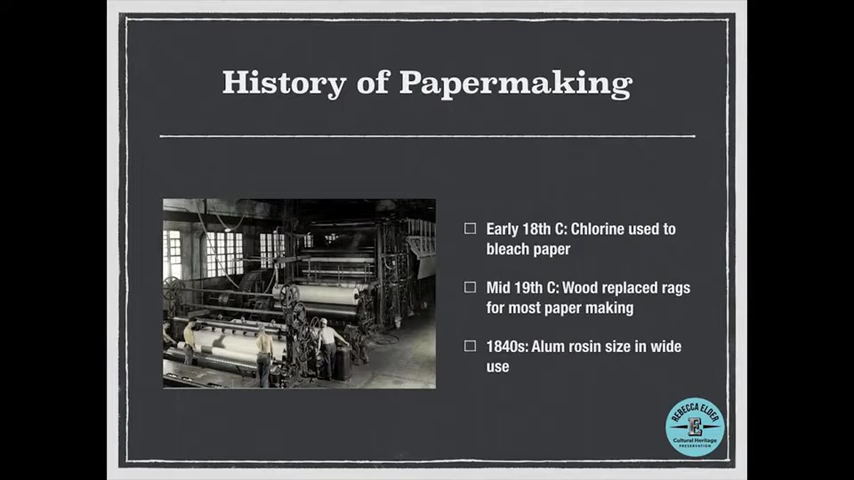 History of Papermaking
Early 18th C: Chlorine used to
bleach paper
Mid 19th C: Wood replaced rags
for most paper making
1840s: Alum rosin size in wide
use
REBECCA ELDER
E
Cultural Heritage
PRESERVATION